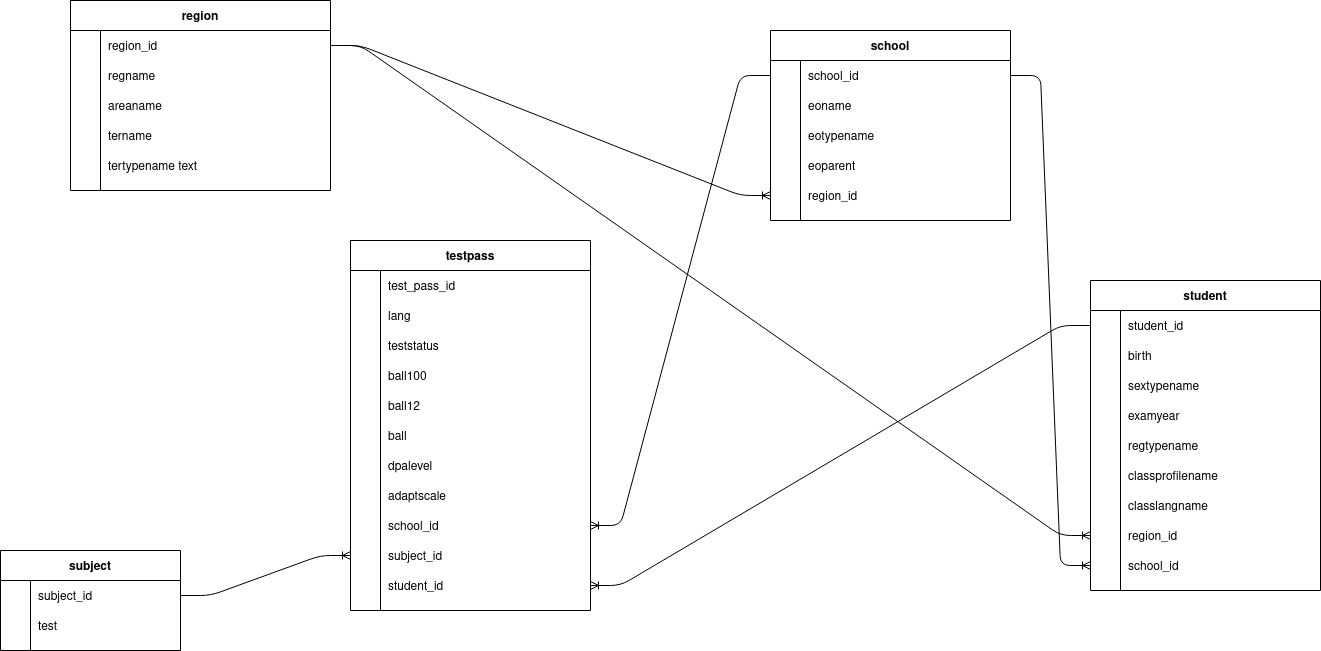 region
region_id
regname
areaname
tername
tertypename text
school
school_id
eoname
eotypename
eoparent
region_id
testpass
test_pass_id
lang
teststatus
ball100
ball12
ball
dpalevel
adaptscale
school_id
subject_id
student_id
student
student_id
birth
sextypename
examyear
regtypename
classprofilename
classlangname
region_id
school_id
subject
subject_id
test